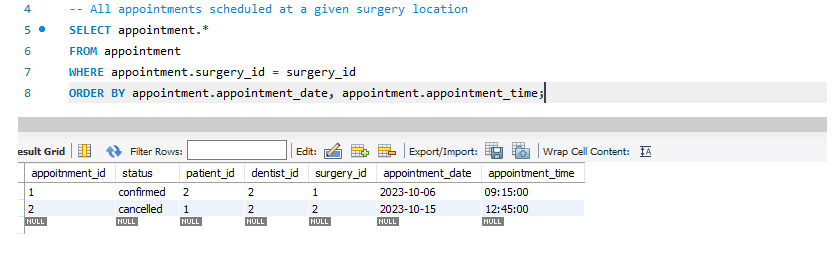 4 -- All appointments scheduled at a given surgery location
5 SELECT appointment.*
6 FROM appointment
7 WHERE appointment.surgery_id = surgery_id
8 ORDER BY appointment.appointment_date, appointment.appointment_time;
esult Grid Filter Rows: Edit: Export/Import: Wrap Cell Content: IA
appoitnment_id status patient_id dentist_id surgery_id appointment_date appointment_time
1 confirmed 2 2 1 2023-10-06 09:15:00
2 cancelled 1 2 2 2023-10-15 12:45:00
NULL NULL NULL NULL NULL NULL NULL